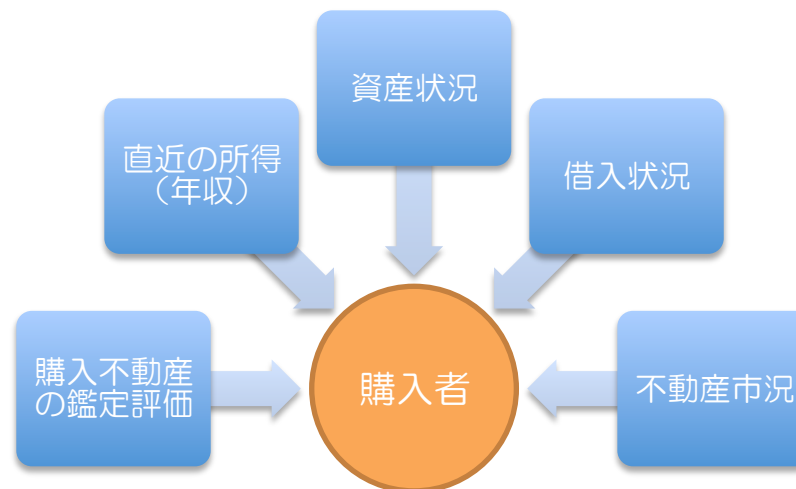 資産状況
直近の所得
（年収）
借入状況
購入不動産
の鑑定評価
購入者
不動産市況